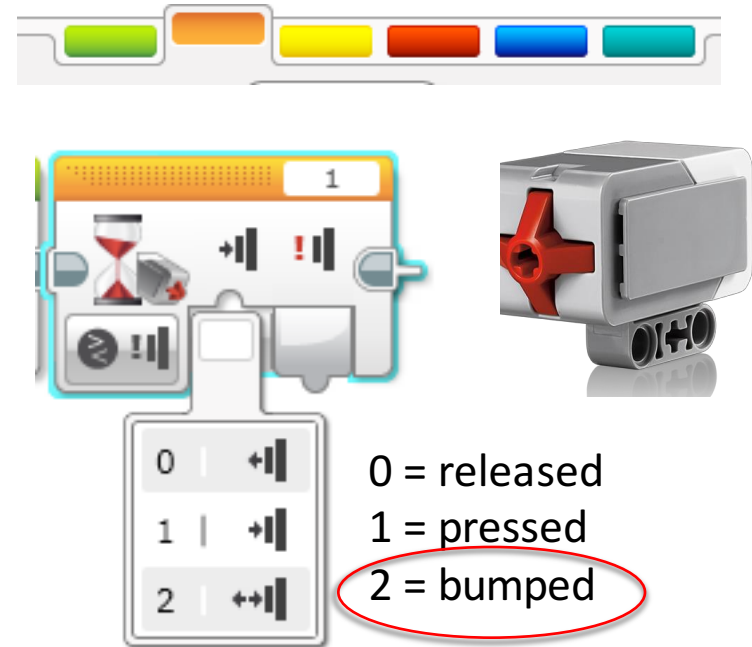 1
0
1
2
0 = released
1 = pressed
2 = bumped